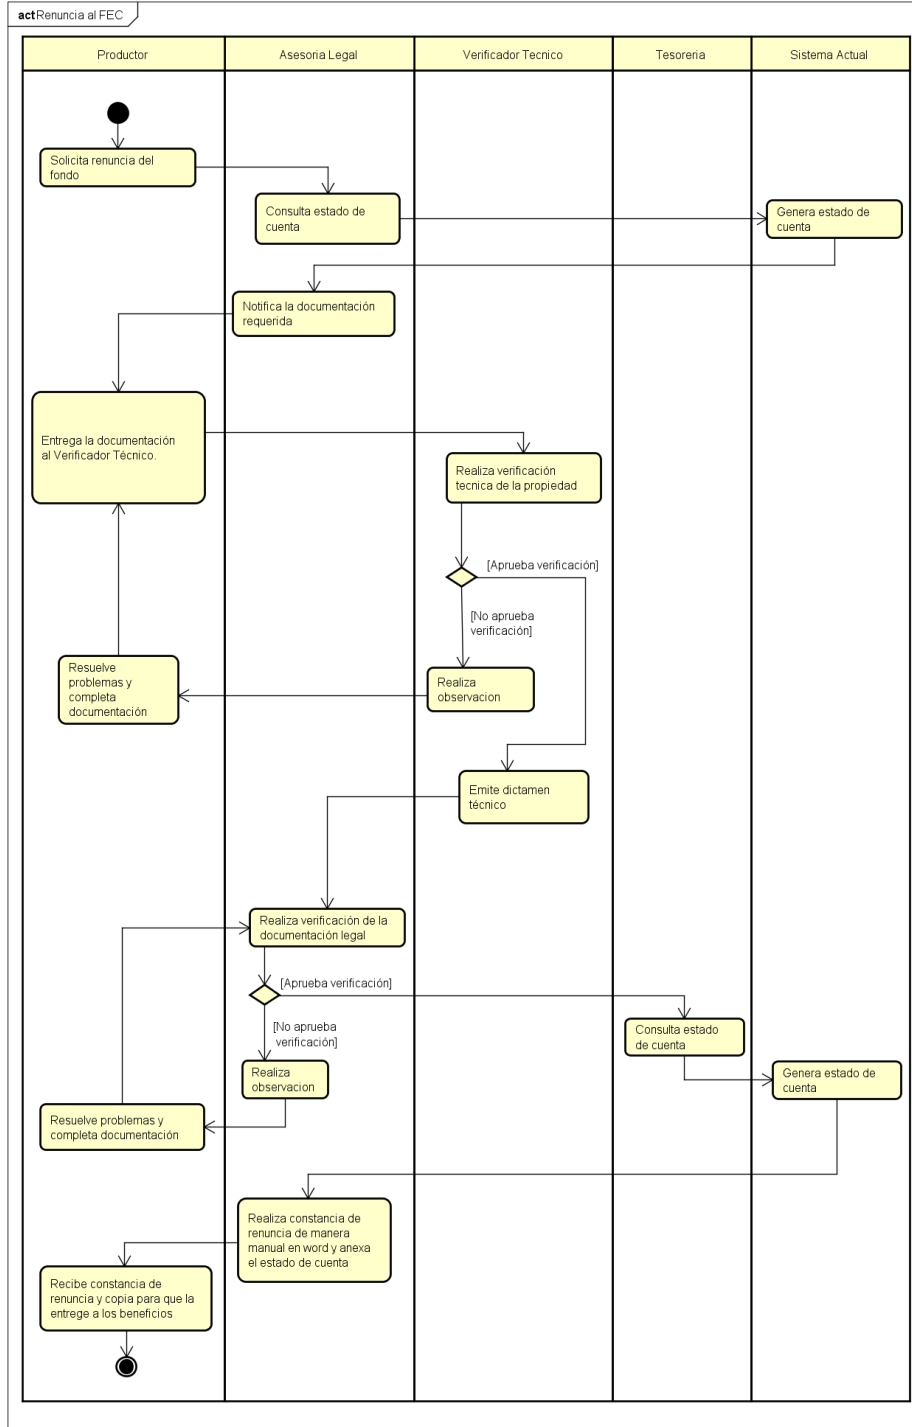 act Renuncia al FEC
Productor
Asesoria Legal
Verificador Tecnico
Tesoreria
Sistema Actual
Solicita renuncia del
fondo
Consulta estado de
cuenta
Genera estado de
cuenta
Notifica la documentación
requerida
Entrega la documentación
al Verificador Técnico.
Realiza verificación
tecnica de la propiedad
[Aprueba verificación]
[No aprueba
verificación]
Realiza
observacion
Resuelve
problemas y
completa
documentación
Emite dictamen
técnico
Realiza verificación de la
documentación legal
[Aprueba verificación]
[No aprueba
verificación]
Consulta estado
de cuenta
Genera estado de
cuenta
Realiza
observacion
Resuelve problemas y
completa documentación
Realiza constancia de
renuncia de manera
manual en word y anexa
el estado de cuenta
Recibe constancia de
renuncia y copia para que la
entrege a los beneficios